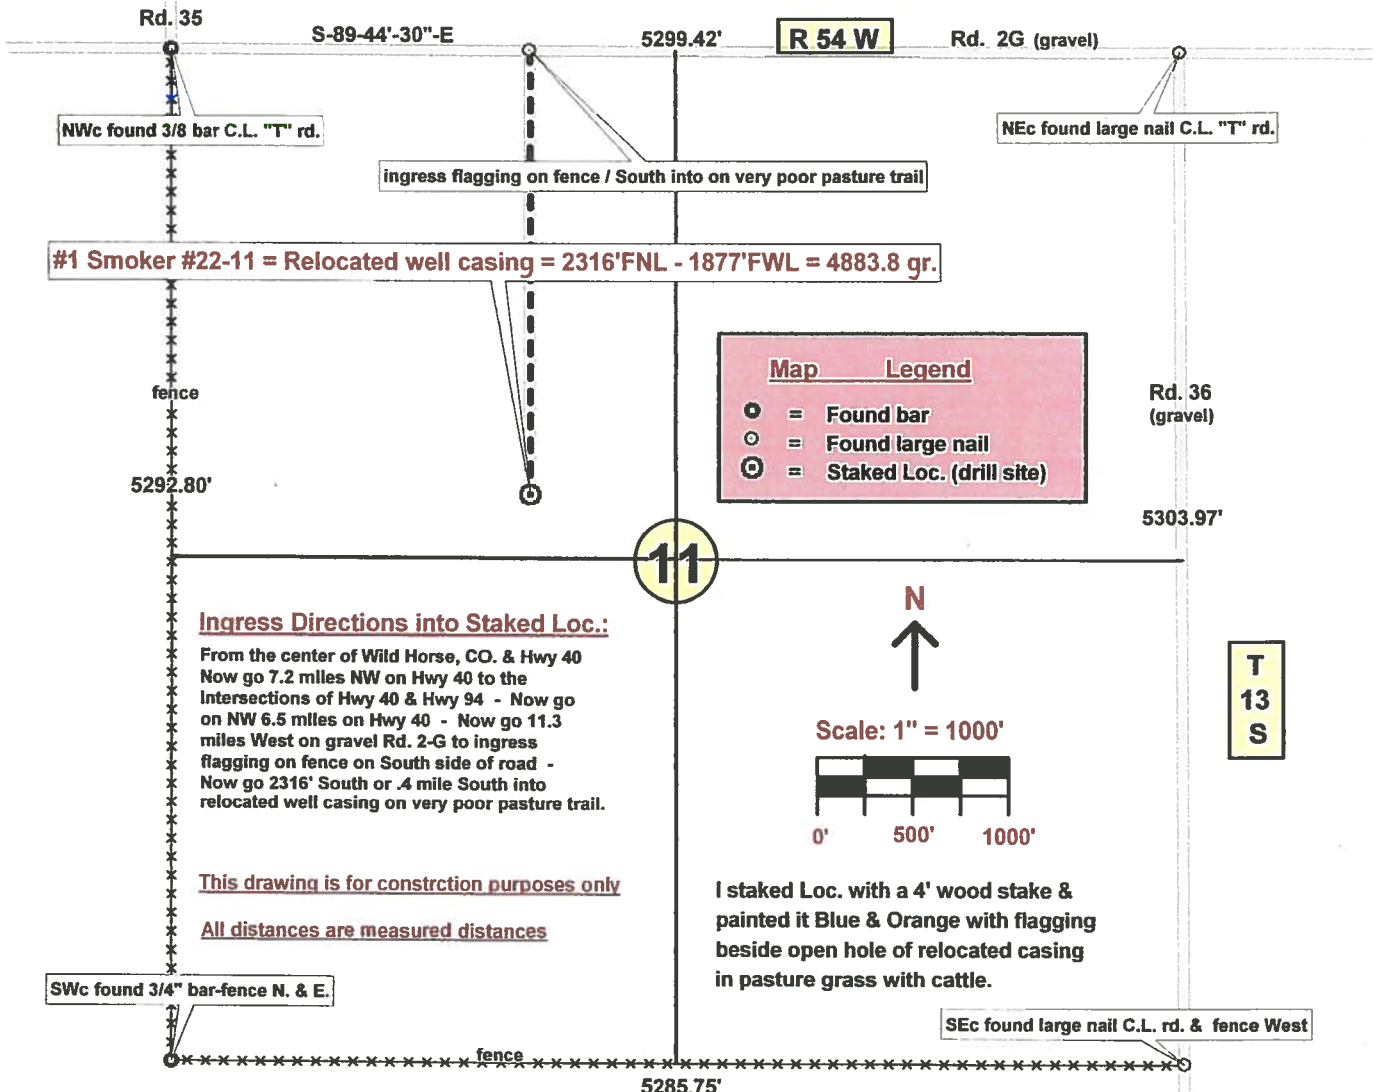 Rd. 35
S-89-44'-30"-E
5299.42'
R 54 W
Rd. 2G (gravel)
NWc found 3/8 bar C.L. "T" rd.
NEc found large nail C.L. "T" rd.
ingress flagging on fence / South into on very poor pasture trail
#1 Smoker #22-11 = Relocated well casing = 2316'FNL - 1877'FWL = 4883.8 gr.
Map Legend
= Found bar
= Found large nail
= Staked Loc. (drill site)
fence
Rd. 36
(gravel)
5292.80'
5303.97'
11
Ingress Directions into Staked Loc.:
From the center of Wild Horse, CO. & Hwy 40
Now go 7.2 miles NW on Hwy 40 to the
Intersections of Hwy 40 & Hwy 94 - Now go
on NW 6.5 miles on Hwy 40 - Now go 11.3
miles West on gravel Rd. 2-G to ingress
flagging on fence on South side of road -
Now go 2316' South or .4 mile South into
relocated well casing on very poor pasture trail.
N
T
13
S
Scale: 1" = 1000'
0' 500' 1000'
This drawing is for constrction purposes only
All distances are measured distances
I staked Loc. with a 4' wood stake &
painted it Blue & Orange with flagging
beside open hole of relocated casing
in pasture grass with cattle.
SWc found 3/4" bar-fence N. & E.
SEc found large nail C.L. rd. & fence West
fence
5285.75'